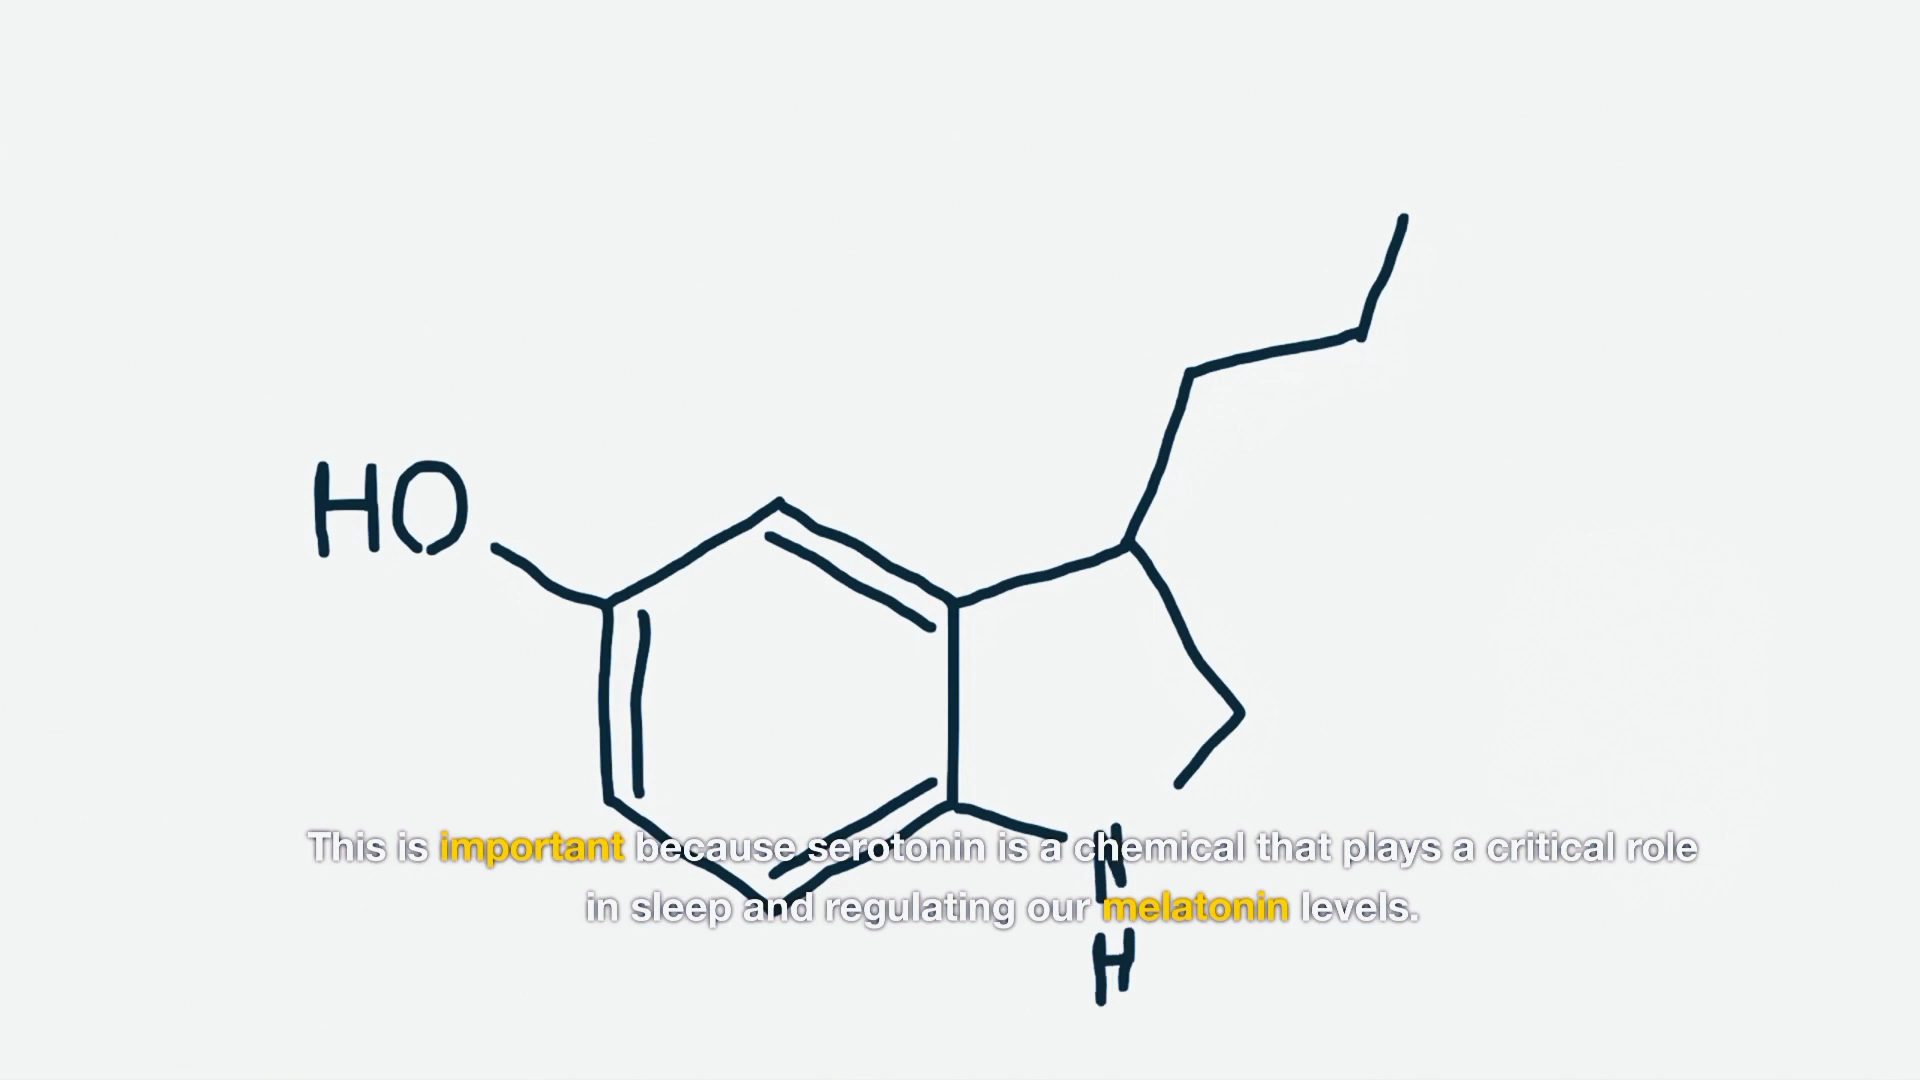 HO
This is important because serotonin is a chemical that plays a critical role
in sleep and regulating our melatonin levels.
N
H